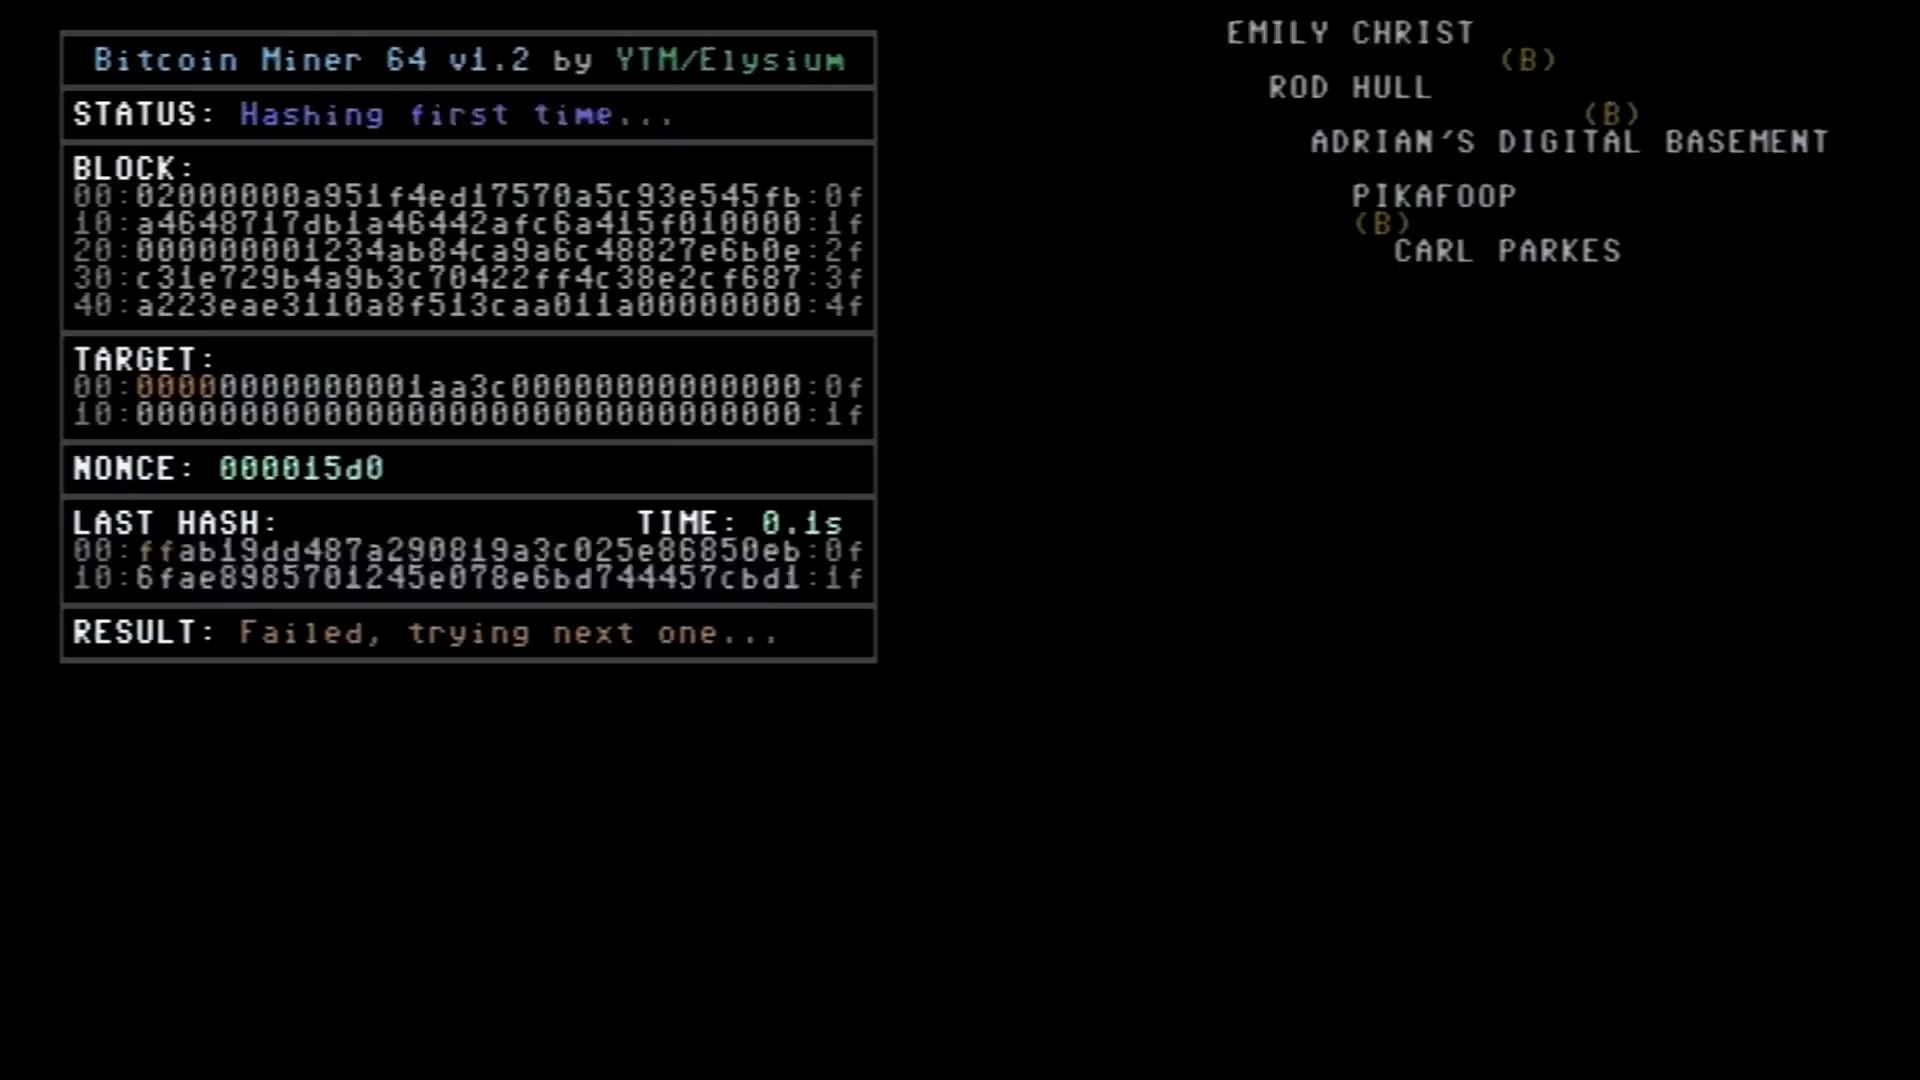 Bitcoin Miner 64 v1.2 by YTM/Elysium
STATUS: Hashing first time...
BLOCK:
00:02000000a951f4ed17570a5c93e545fb:0f
10:a4648717db1a46442afc6a415f010000:1f
20:000000001234ab84ca9a6c48827e6b0e:2f
30:c31e729b4a9b3c70422ff4c38e2cf687:3f
40:a223eae3110a8f513caa011a00000000:4f
TARGET:
00:00000000000001aa3c00000000000000:0f
10:00000000000000000000000000000000:1f
NONCE: 000015d0
LAST HASH: TIME: 0.1s
00:ffab19dd487a290819a3c025e86850eb:0f
10:6fae8985701245e078e6bd744457cbd1:1f
RESULT: Failed, trying next one...
EMILY CHRIST
(B)
ROD HULL
(B)
ADRIAN'S DIGITAL BASEMENT
PIKAFOOP
(B)
CARL PARKES